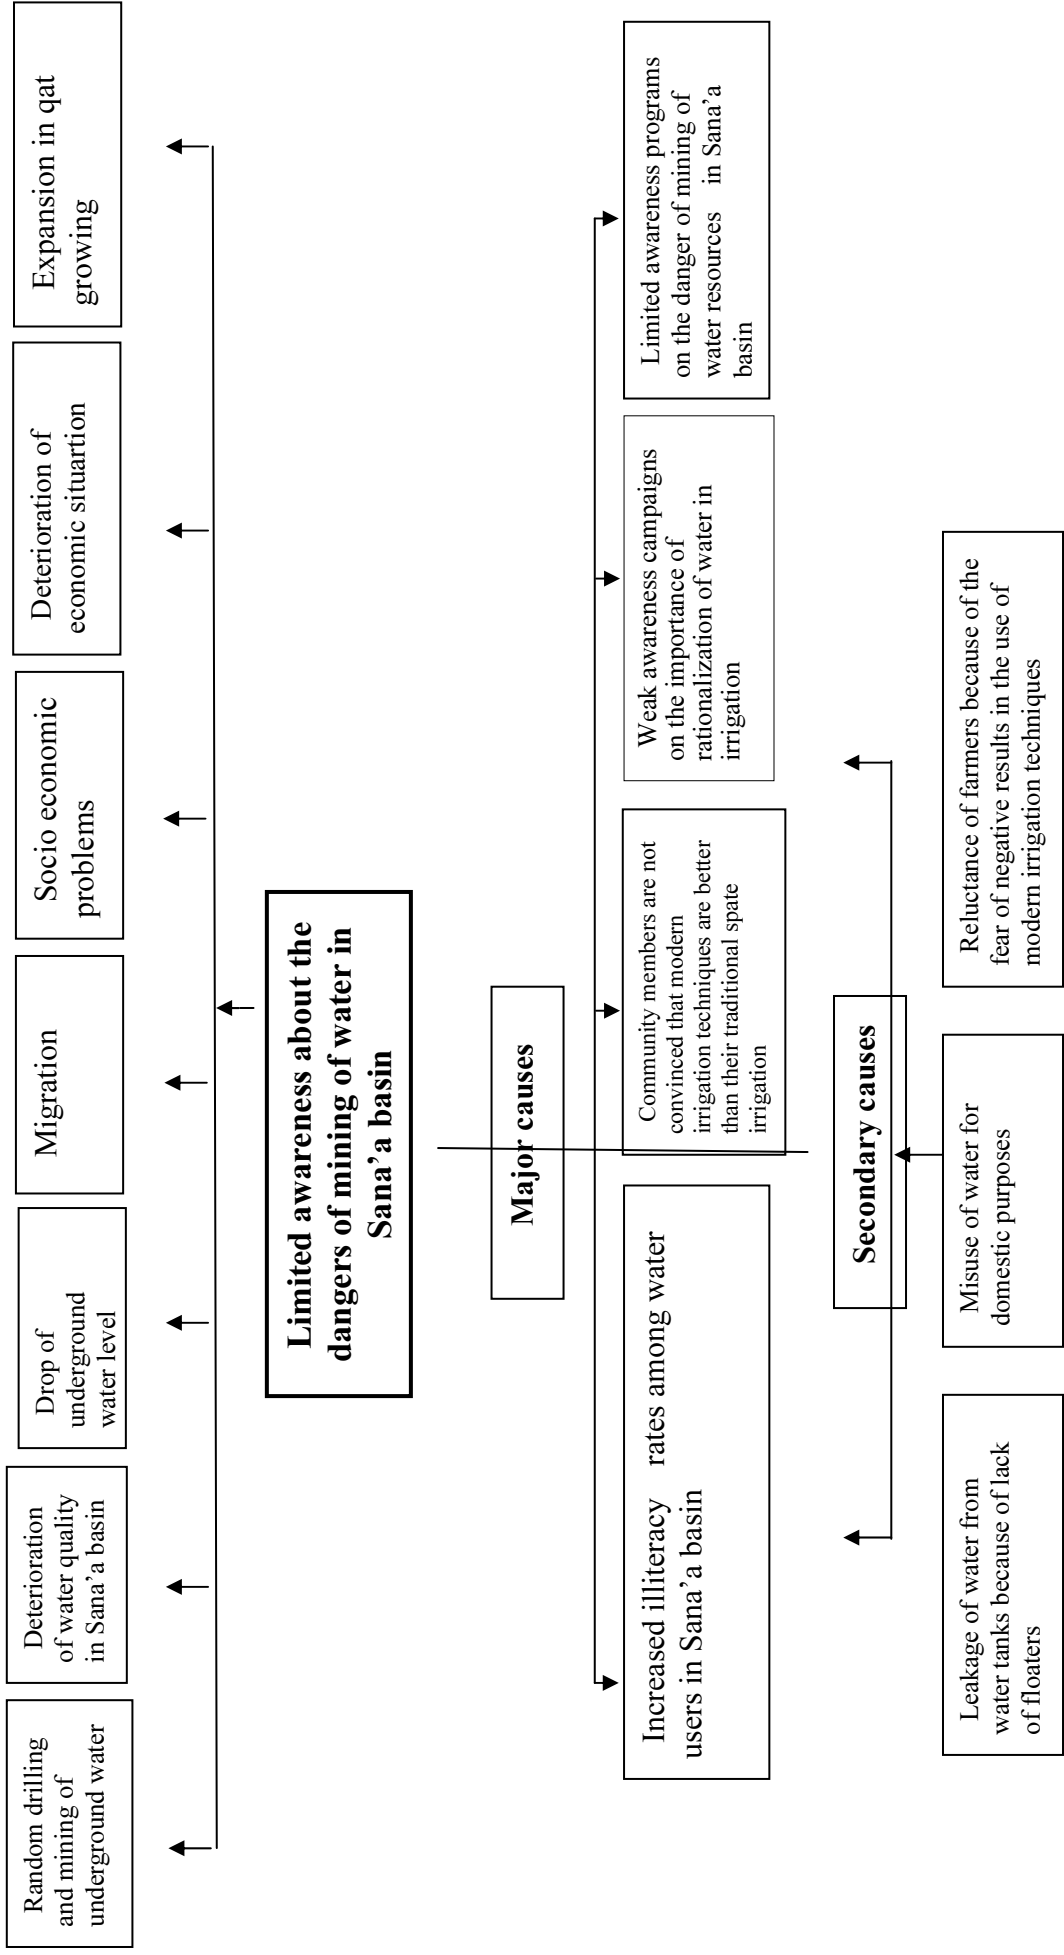 Random drilling
and mining of
underground water
Deterioration
of water quality
in Sana’a basin
Drop of
underground
water level
Migration
Socio economic
problems
Deterioration of
economic situartion
Expansion in qat
growing
Limited awareness about the
dangers of mining of water in
Sana’a basin
Major causes
Increased illiteracy rates among water
users in Sana’a basin
Community members are not
convinced that modern
irrigation techniques are better
than their traditional spate
irrigation
Weak awareness campaigns
on the importance of
rationalization of water in
irrigation
Limited awareness programs
on the danger of mining of
water resources in Sana’a
basin
Secondary causes
Leakage of water from
water tanks because of lack
of floaters
Misuse of water for
domestic purposes
Reluctance of farmers because of the
fear of negative results in the use of
modern irrigation techniques